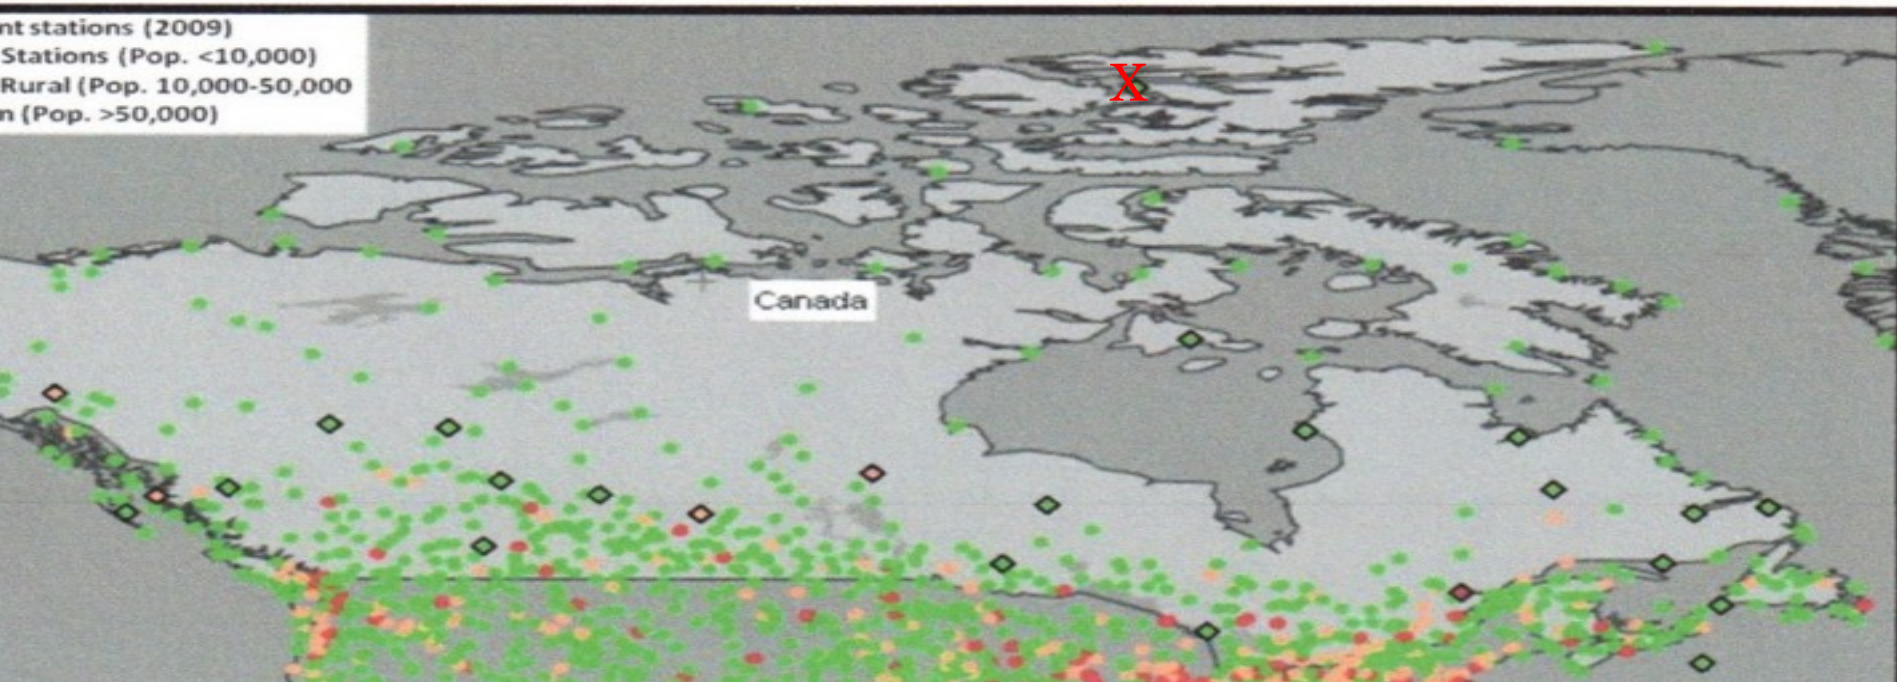 nt stations (2009)
Stations (Pop. <10,000)
Rural (Pop. 10,000-50,000
n (Pop. >50,000)
X
Canada